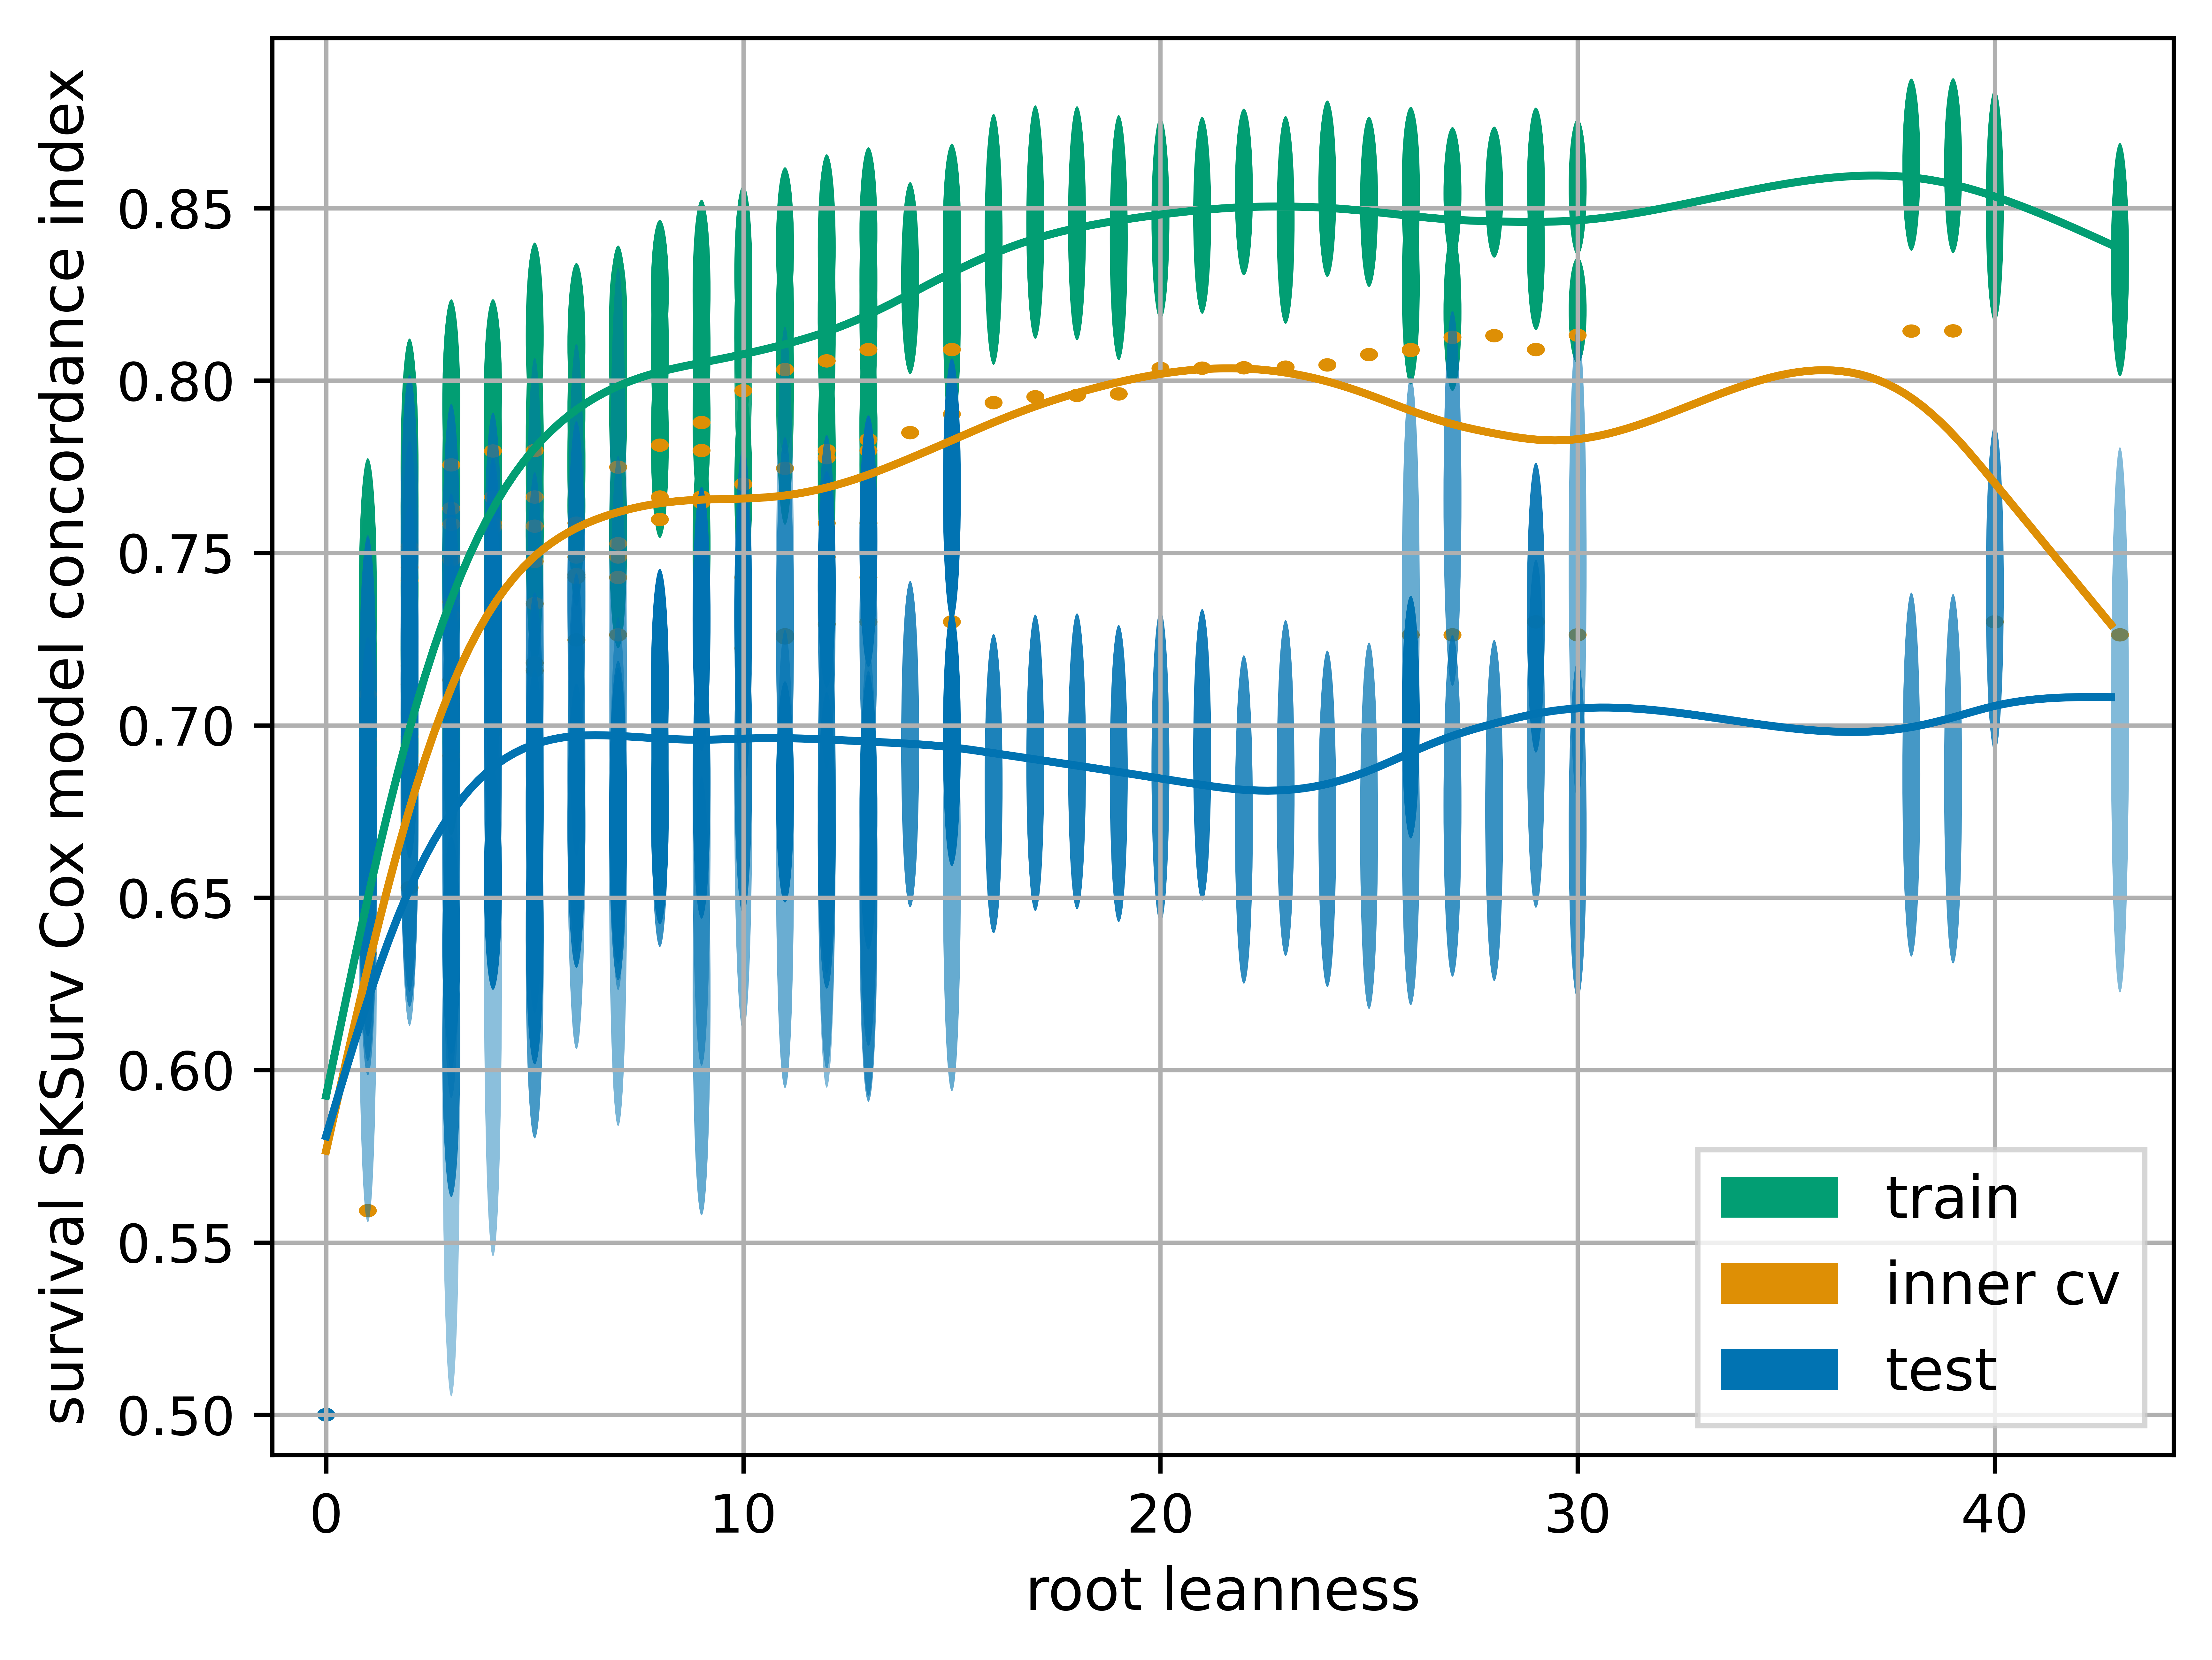 survival SKSurv Cox model concordance index
0.85
0.80
0.75
0.70
0.65
0.60
0.55
0.50
0 10 20 30 40
root leanness
train
inner cv
test